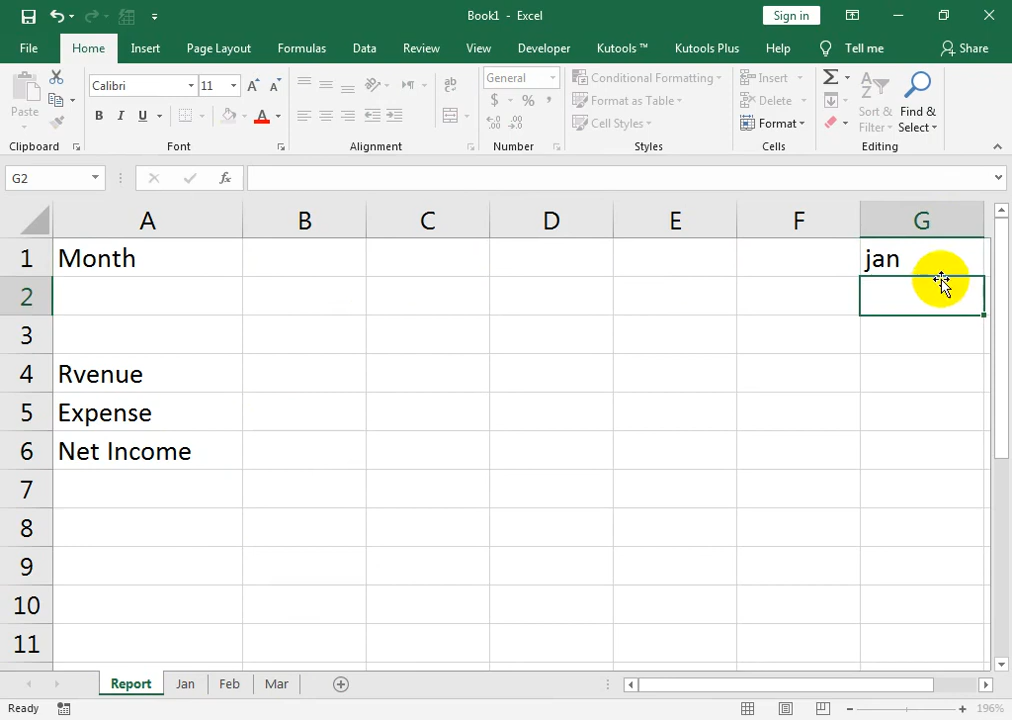 Book1 - Excel
Sign in
File Home Insert Page Layout Formulas Data Review View Developer Kutools ™ Kutools Plus Help Tell me Share
Paste
Calibri 11
B I U A
ab
General
$ % ,
Conditional Formatting
Format as Table
Cell Styles
Insert
Delete
Format
Sort & Filter
Find & Select
Clipboard Font Alignment Number Styles Cells Editing
G2 fx
A B C D E F G
1 Month jan
2
3
4 Rvenue
5 Expense
6 Net Income
7
8
9
10
11
Report Jan Feb Mar
Ready 196%